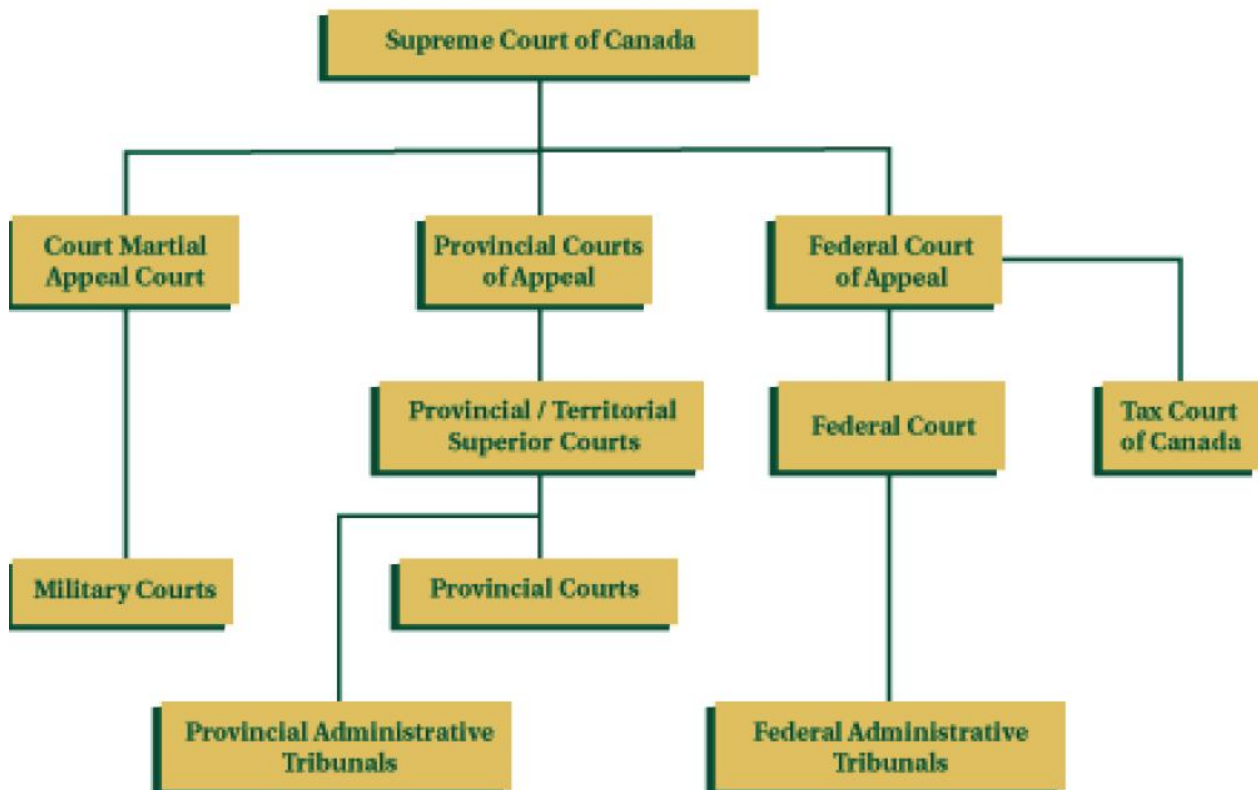 Supreme Court of Canada
Court Martial
Appeal Court
Provincial Courts
of Appeal
Federal Court
of Appeal
Provincial / Territorial
Superior Courts
Federal Court
Tax Court
of Canada
Military Courts
Provincial Courts
Provincial Administrative
Tribunals
Federal Administrative
Tribunals